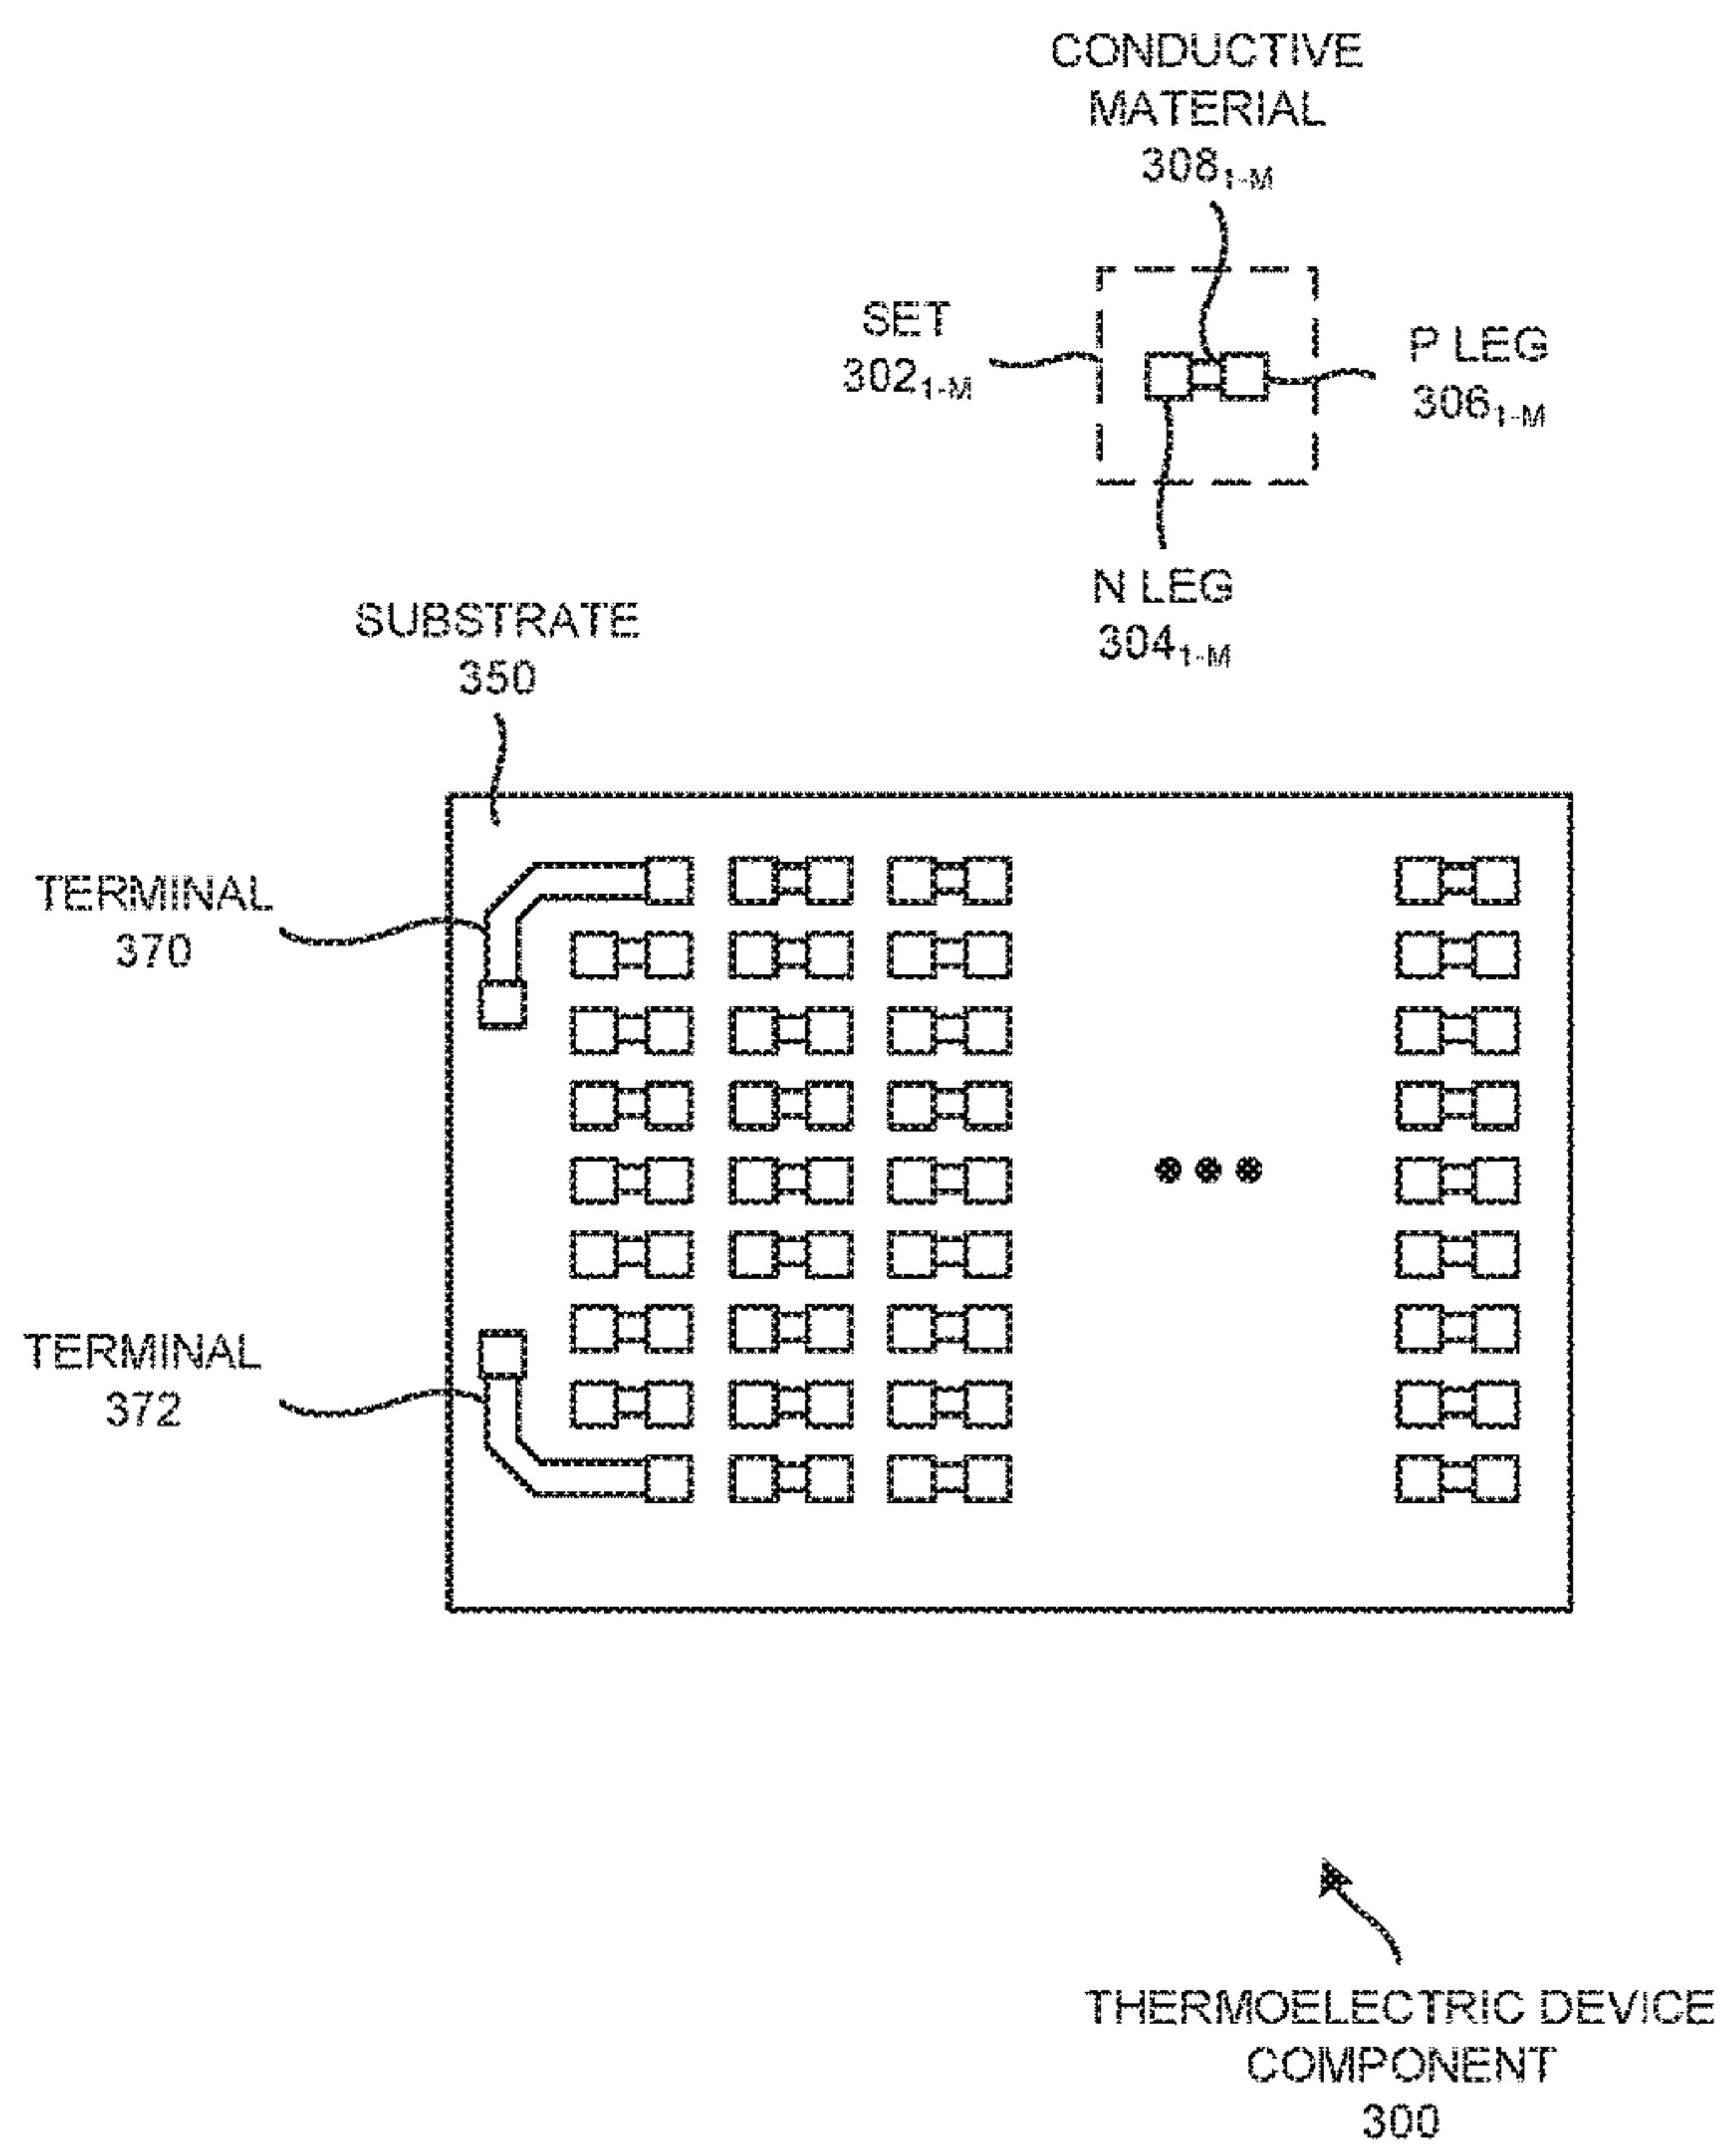 CONDUCTIVE
MATERIAL
308₁₋M
SET
302₁₋M
P LEG
306₁₋M
N LEG
304₁₋M
SUBSTRATE
350
TERMINAL
370
TERMINAL
372
THERMOELECTRIC DEVICE
COMPONENT
300